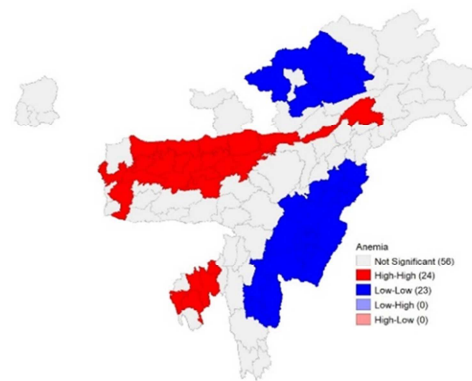 Anemia
Not Significant (56)
High-High (24)
Low-Low (23)
Low-High (0)
High-Low (0)